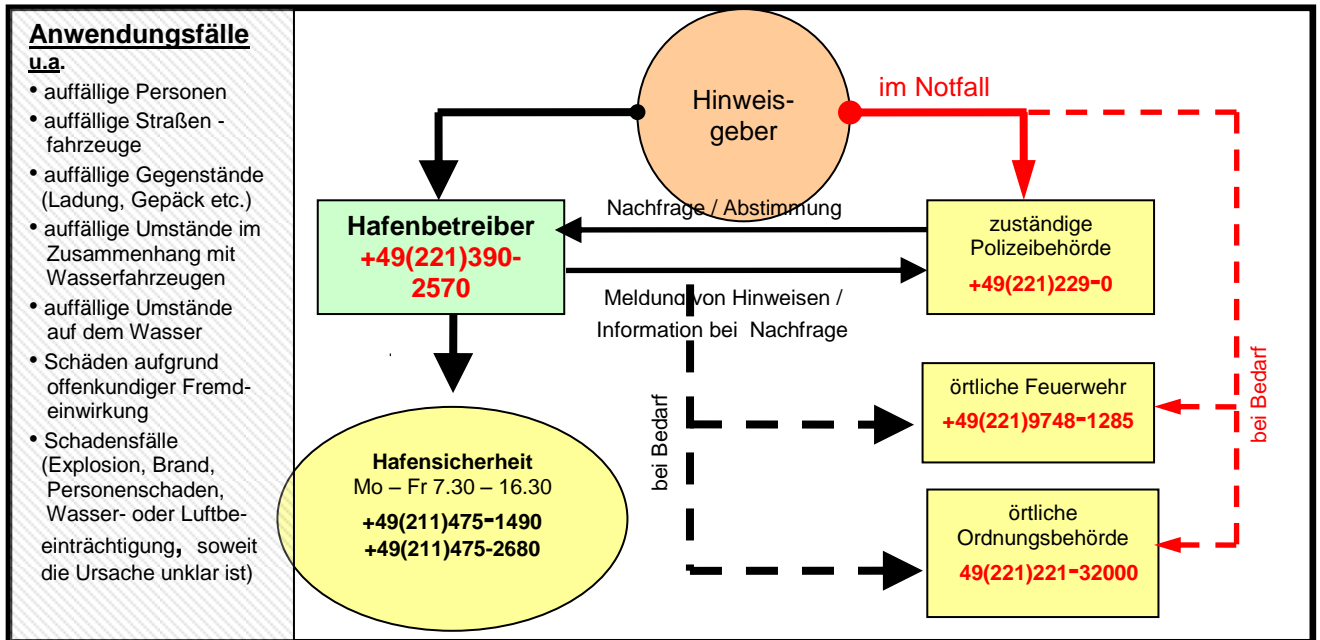 Anwendungsfälle
u.a.
• auffällige Personen
• auffällige Straßen -
fahrzeuge
• auffällige Gegenstände
(Ladung, Gepäck etc.)
• auffällige Umstände im
Zusammenhang mit
Wasserfahrzeugen
• auffällige Umstände
auf dem Wasser
• Schäden aufgrund
offenkundiger Fremd-
einwirkung
• Schadensfälle
(Explosion, Brand,
Personenschaden,
Wasser- oder Luftbe-
einträchtigung, soweit
die Ursache unklar ist)
Hinweis-
geber
im Notfall
Hafenbetreiber
+49(221)390-
2570
Nachfrage / Abstimmung
Meldung von Hinweisen /
Information bei Nachfrage
zuständige
Polizeibehörde
+49(221)229-0
bei Bedarf
bei Bedarf
örtliche Feuerwehr
+49(221)9748-1285
Hafensicherheit
Mo – Fr 7.30 – 16.30
+49(211)475-1490
+49(211)475-2680
örtliche
Ordnungsbehörde
49(221)221-32000